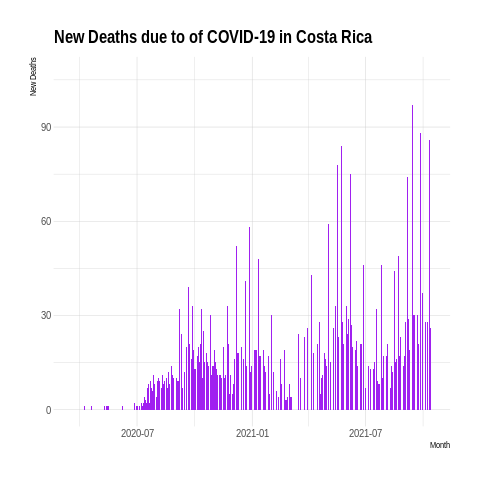 New Deaths due to of COVID-19 in Costa Rica
New Deaths
90
60
30
0
2020-07 2021-01 2021-07
Month